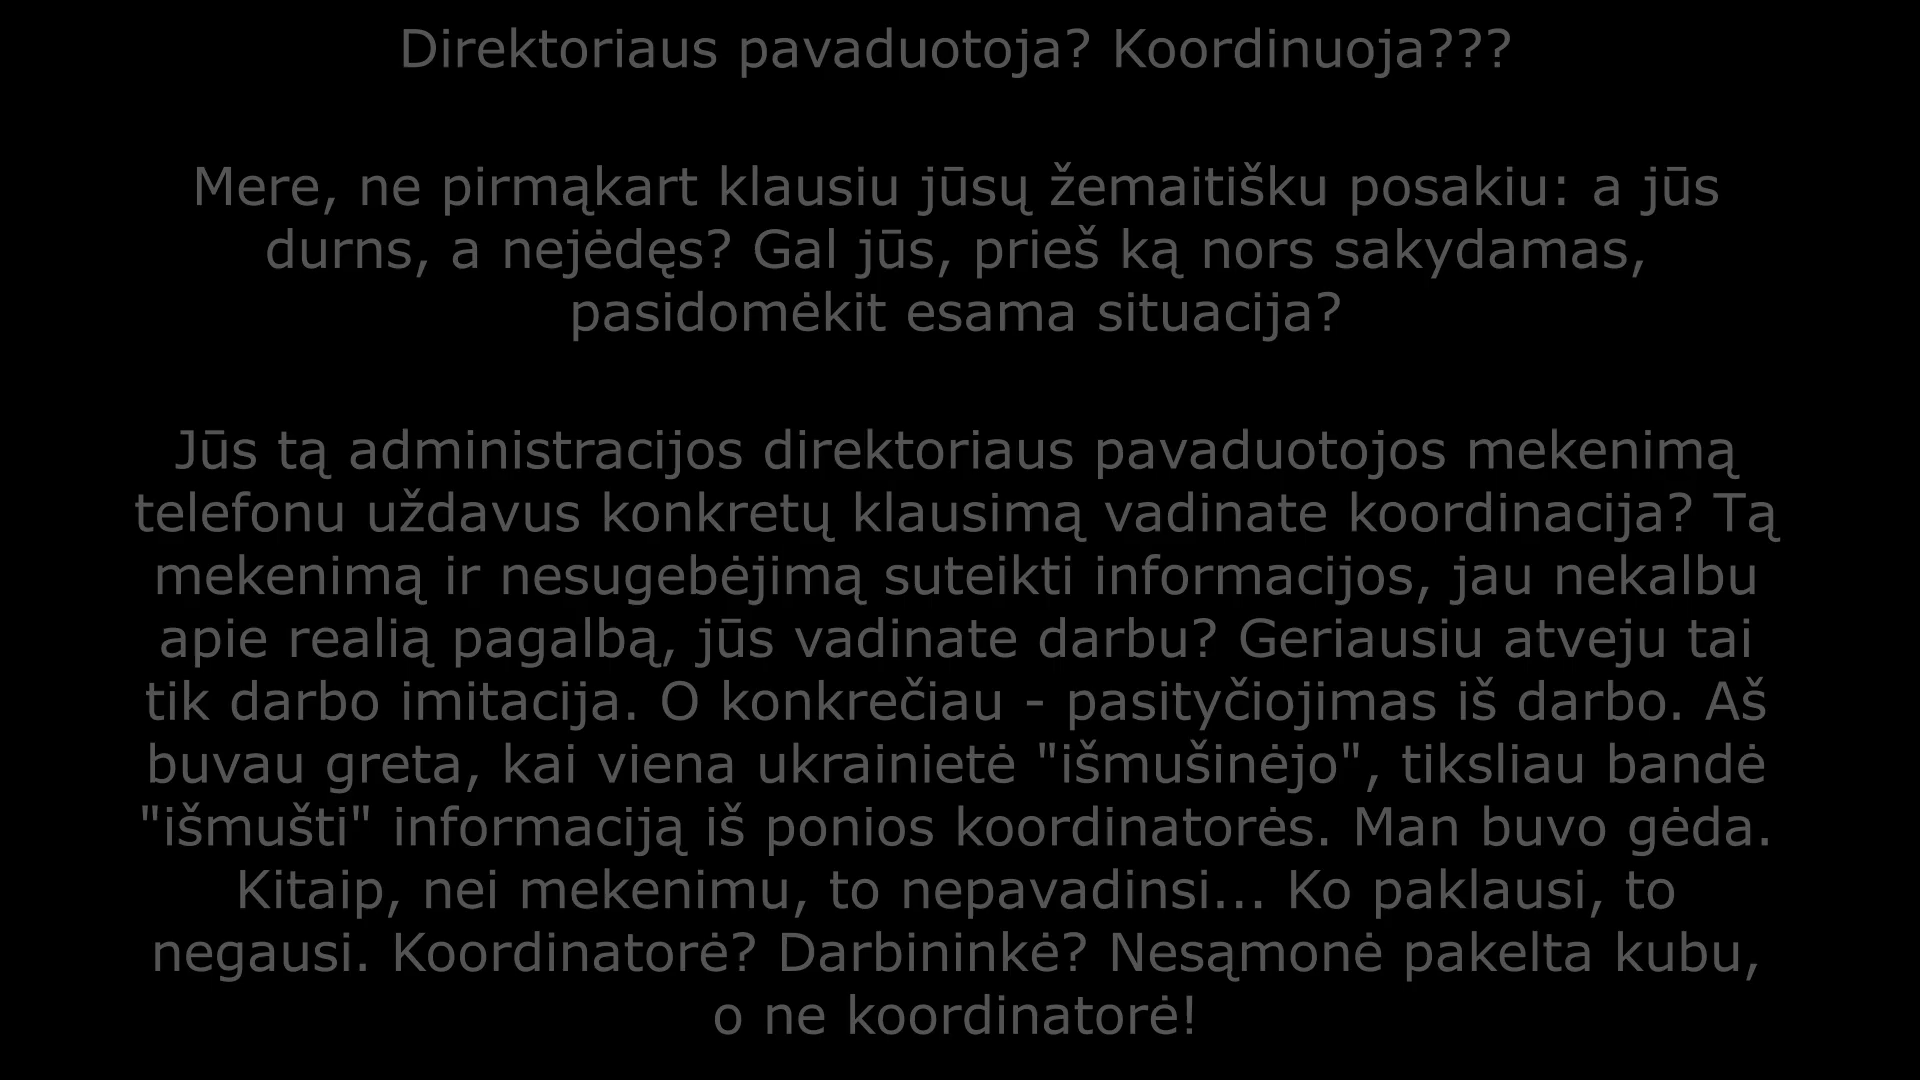 Direktoriaus pavaduotoja? Koordinuoja???
Mere, ne pirmąkart klausiu jūsų žemaitišku posakiu: a jūs
durns, a nejėdęs? Gal jūs, prieš ką nors sakydamas,
pasidomėkit esama situacija?
Jūs tą administracijos direktoriaus pavaduotojos mekenimą
telefonu uždavus konkretų klausimą vadinate koordinacija? Tą
mekenimą ir nesugebėjimą suteikti informacijos, jau nekalbu
apie realią pagalbą, jūs vadinate darbu? Geriausiu atveju tai
tik darbo imitacija. O konkrečiau - pasityčiojimas iš darbo. Aš
buvau greta, kai viena ukrainietė "išmušinėjo", tiksliau bandė
"išmušti" informaciją iš ponios koordinatorės. Man buvo gėda.
Kitaip, nei mekenimu, to nepavadinsi... Ko paklausi, to
negausi. Koordinatorė? Darbininkė? Nesąmonė pakelta kubu,
o ne koordinatorė!